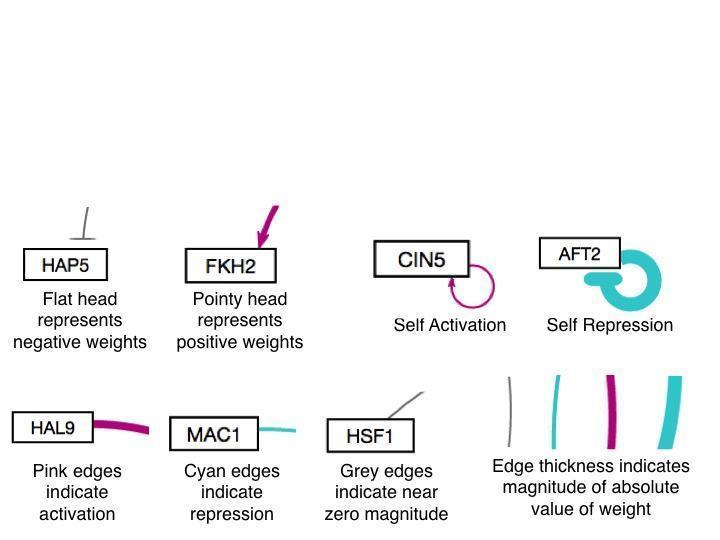 HAP5
Flat head
represents
negative weights
FKH2
Pointy head
represents
positive weights
CIN5
Self Activation
AFT2
Self Repression
HAL9
Pink edges
indicate
activation
MAC1
Cyan edges
indicate
repression
HSF1
Grey edges
indicate near
zero magnitude
Edge thickness indicates
magnitude of absolute
value of weight